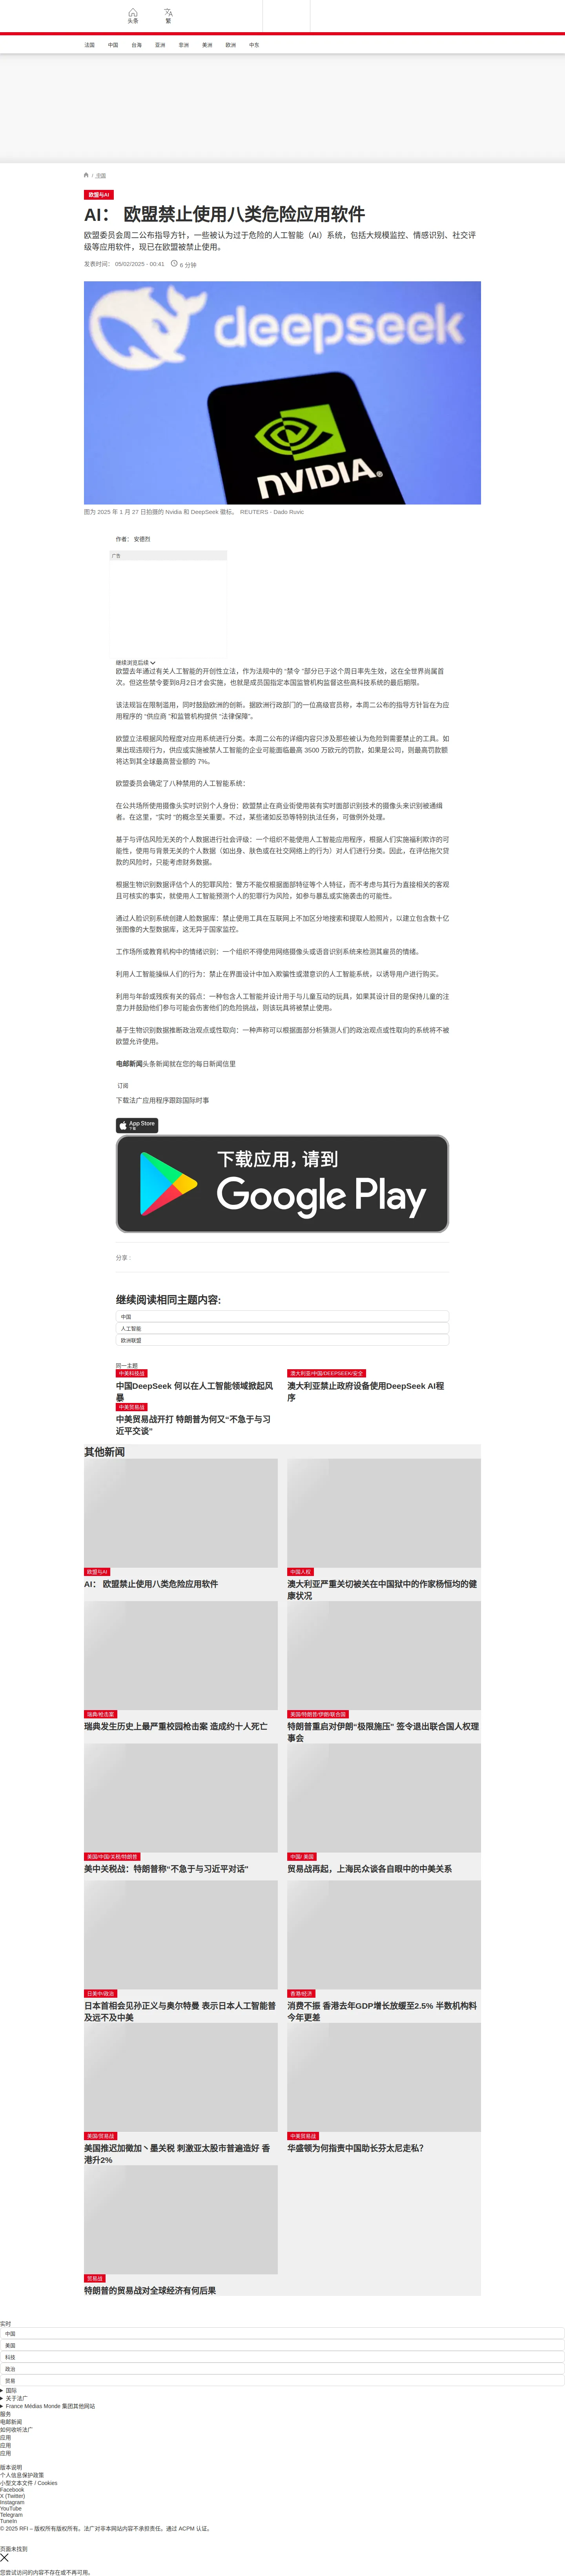 头条
繁
法国
中国
台海
亚洲
非洲
美洲
欧洲
中东
/ 中国
欧盟与AI
AI： 欧盟禁止使用八类危险应用软件
欧盟委员会周二公布指导方针，一些被认为过于危险的人工智能（AI）系统，包括大规模监控、情感识别、社交评
级等应用软件，现已在欧盟被禁止使用。
发表时间： 05/02/2025 - 00:41
6 分钟
deepseek
NVIDIA
图为 2025 年 1 月 27 日拍摄的 Nvidia 和 DeepSeek 徽标。 REUTERS - Dado Ruvic
作者： 安德烈
广告
继续浏览后续
欧盟去年通过有关人工智能的开创性立法，作为法规中的 “禁令 ”部分已于这个周日率先生效，这在全世界尚属首
次。但这些禁令要到8月2日才会实施，也就是成员国指定本国监管机构监督这些高科技系统的最后期限。
该法规旨在限制滥用，同时鼓励欧洲的创新。据欧洲行政部门的一位高级官员称，本周二公布的指导方针旨在为应
用程序的 “供应商 ”和监管机构提供 “法律保障”。
欧盟立法根据风险程度对应用系统进行分类。本周二公布的详细内容只涉及那些被认为危险到需要禁止的工具。如
果出现违规行为，供应或实施被禁人工智能的企业可能面临最高 3500 万欧元的罚款，如果是公司，则最高罚款额
将达到其全球最高营业额的 7%。
欧盟委员会确定了八种禁用的人工智能系统：
在公共场所使用摄像头实时识别个人身份：欧盟禁止在商业街使用装有实时面部识别技术的摄像头来识别被通缉
者。在这里，"实时 "的概念至关重要。不过，某些诸如反恐等特别执法任务，可做例外处理。
基于与评估风险无关的个人数据进行社会评级：一个组织不能使用人工智能应用程序，根据人们实施福利欺诈的可
能性，使用与背景无关的个人数据（如出身、肤色或在社交网络上的行为）对人们进行分类。因此，在评估拖欠贷
款的风险时，只能考虑财务数据。
根据生物识别数据评估个人的犯罪风险：警方不能仅根据面部特征等个人特征，而不考虑与其行为直接相关的客观
且可核实的事实，就使用人工智能预测个人的犯罪行为风险，如参与暴乱或实施袭击的可能性。
通过人脸识别系统创建人脸数据库：禁止使用工具在互联网上不加区分地搜索和提取人脸照片，以建立包含数十亿
张图像的大型数据库，这无异于国家监控。
工作场所或教育机构中的情绪识别：一个组织不得使用网络摄像头或语音识别系统来检测其雇员的情绪。
利用人工智能操纵人们的行为：禁止在界面设计中加入欺骗性或潜意识的人工智能系统，以诱导用户进行购买。
利用与年龄或残疾有关的弱点：一种包含人工智能并设计用于与儿童互动的玩具，如果其设计目的是保持儿童的注
意力并鼓励他们参与可能会伤害他们的危险挑战，则该玩具将被禁止使用。
基于生物识别数据推断政治观点或性取向：一种声称可以根据面部分析猜测人们的政治观点或性取向的系统将不被
欧盟允许使用。
电邮新闻头条新闻就在您的每日新闻信里
订阅
下载法广应用程序跟踪国际时事
App Store
下载
下载应用，请到
Google Play
分享 :
继续阅读相同主题内容:
中国
人工智能
欧洲联盟
同一主题
中美科技战
中国DeepSeek 何以在人工智能领域掀起风
暴
澳大利亚/中国/DEEPSEEK/安全
澳大利亚禁止政府设备使用DeepSeek AI程
序
中美贸易战
中美贸易战开打 特朗普为何又“不急于与习
近平交谈”
其他新闻
欧盟与AI
AI： 欧盟禁止使用八类危险应用软件
中国人权
澳大利亚严重关切被关在中国狱中的作家杨恒均的健
康状况
瑞典/枪击案
瑞典发生历史上最严重校园枪击案 造成约十人死亡
美国/特朗普/伊朗/联合国
特朗普重启对伊朗“极限施压” 签令退出联合国人权理
事会
美国/中国/关税/特朗普
美中关税战：特朗普称“不急于与习近平对话”
中国/ 美国
贸易战再起，上海民众谈各自眼中的中美关系
日美中/政治
日本首相会见孙正义与奥尔特曼 表示日本人工智能普
及远不及中美
香港/经济
消费不振 香港去年GDP增长放缓至2.5% 半数机构料
今年更差
美国/贸易战
美国推迟加徵加丶墨关税 刺激亚太股市普遍造好 香
港升2%
中美贸易战
华盛顿为何指责中国助长芬太尼走私？
贸易战
特朗普的贸易战对全球经济有何后果
实时
中国
美国
科技
政治
贸易
国际
关于法广
France Médias Monde 集团其他网站
服务
电邮新闻
如何收听法广
应用
应用
应用
版本说明
个人信息保护政策
小型文本文件 / Cookies
Facebook
X (Twitter)
Instagram
YouTube
Telegram
TuneIn
© 2025 RFI – 版权所有版权所有。法广对非本网站内容不承担责任。通过 ACPM 认证。
页面未找到
您尝试访问的内容不存在或不再可用。